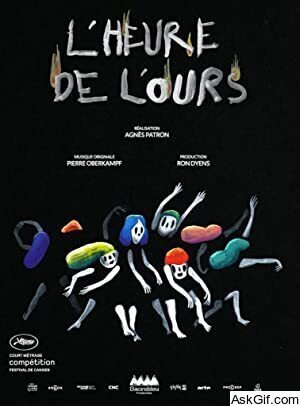 L'HEURE
DE L'OURS
RÉALISATION
AGNÈS PATRON
MUSIQUE ORIGINALE
PIERRE OBERKAMPF
PRODUCTION
RON DYENS
COURT MÉTRAGE
compétition
FESTIVAL DE CANNES
CNC
Sacrebleu
arte
AskGif.com